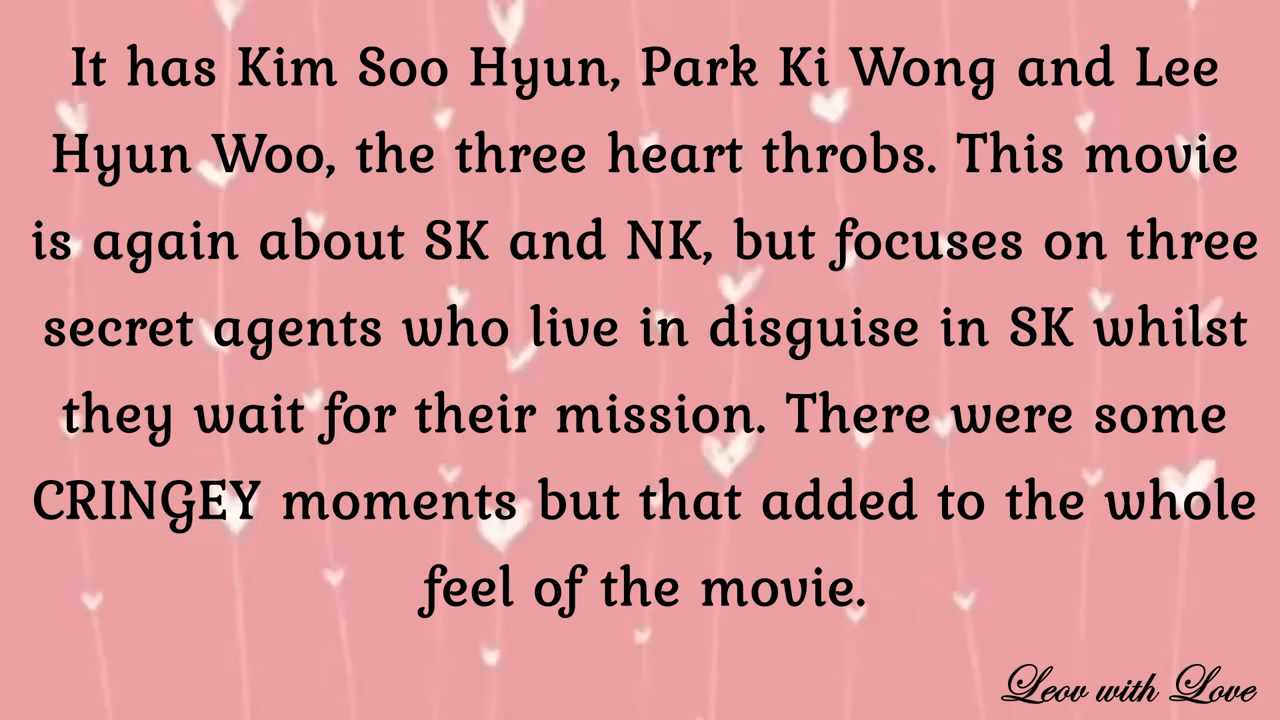 It has Kim Soo Hyun, Park Ki Wong and Lee
Hyun Woo, the three heart throbs. This movie
is again about SK and NK, but focuses on three
secret agents who live in disguise in SK whilst
they wait for their mission. There were some
CRINGEY moments but that added to the whole
feel of the movie.
Leov with Love